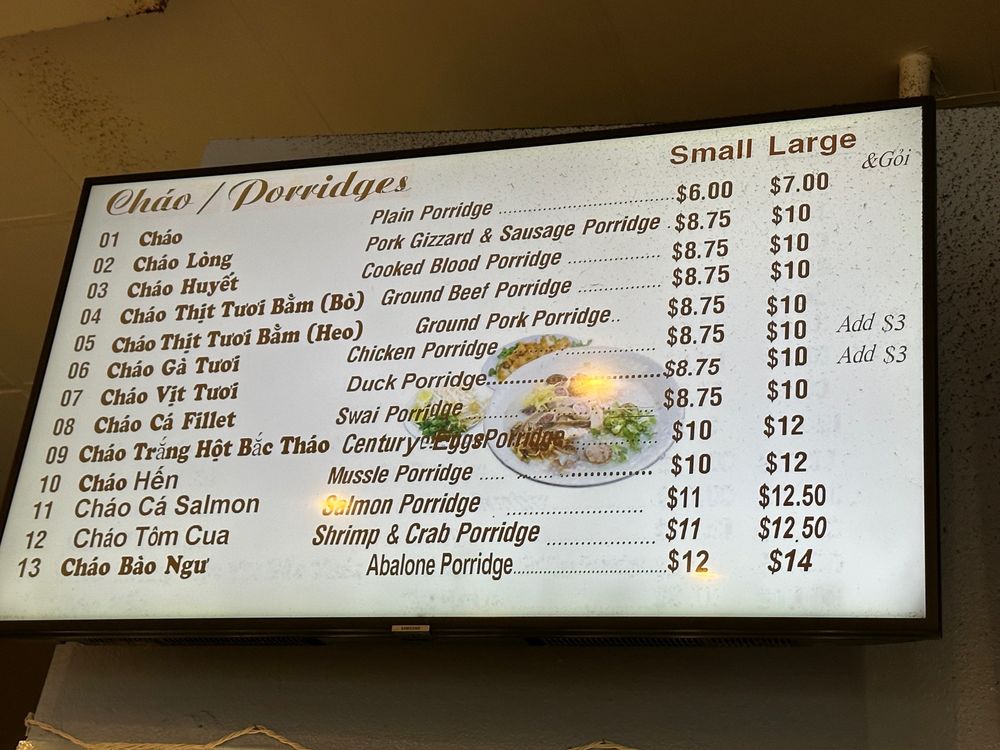 Small Large &Gỏi
Cháo / Porridges
01 Cháo Plain Porridge $6.00 $7.00
02 Cháo Lòng Pork Gizzard & Sausage Porridge $8.75 $10
03 Cháo Huyết Cooked Blood Porridge $8.75 $10
04 Cháo Thịt Tươi Bằm (Bò) Ground Beef Porridge $8.75 $10
05 Cháo Thịt Tươi Bằm (Heo) Ground Pork Porridge.. $8.75 $10
06 Cháo Gà Tươi Chicken Porridge $8.75 $10 Add $3
07 Cháo Vịt Tươi Duck Porridge $8.75 $10 Add $3
08 Cháo Cá Fillet Swai Porridge $8.75 $10
09 Cháo Trắng Hột Bắc Thảo Century Eggs Porridge $10 $12
10 Cháo Hến Mussle Porridge $10 $12
11 Cháo Cá Salmon Salmon Porridge $11 $12.50
12 Cháo Tôm Cua Shrimp & Crab Porridge $11 $12 50
13 Cháo Bào Ngư Abalone Porridge $12 $14
SAMSUNG